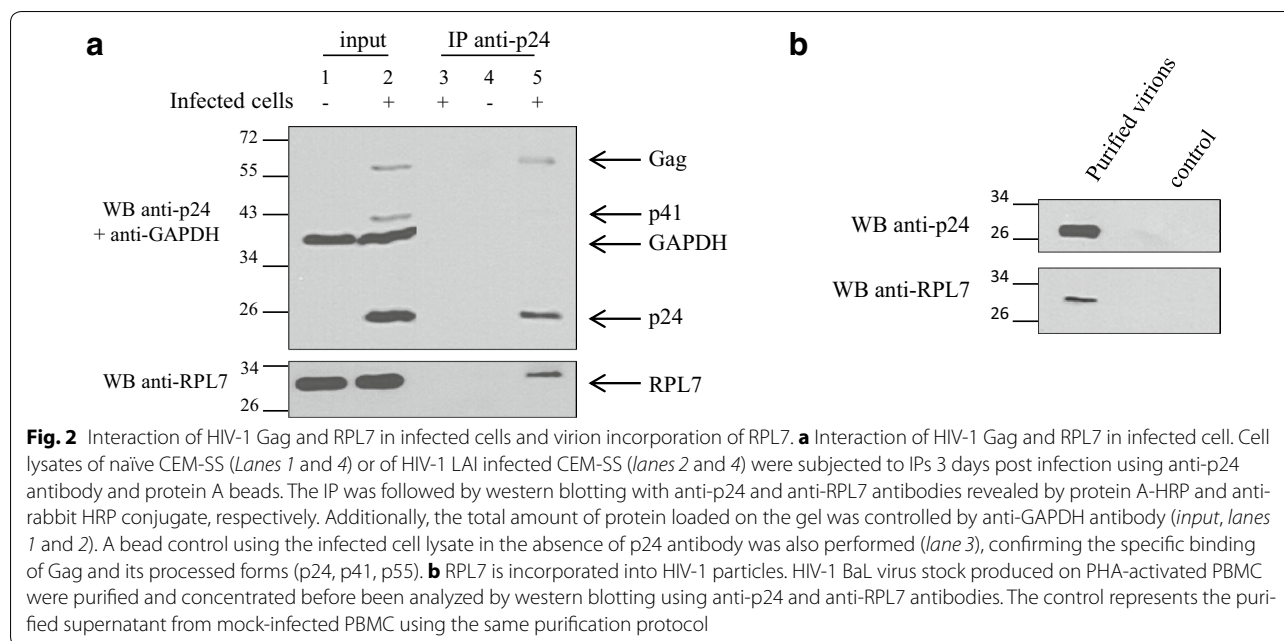 a
input
IP anti-p24
1 2 3 4 5
Infected cells - + + - +
72
55
43
34
26
WB anti-p24
+ anti-GAPDH
Gag
p41
GAPDH
p24
34
26
WB anti-RPL7
RPL7
b
Purified virions
control
WB anti-p24
34
26
WB anti-RPL7
34
26
Fig. 2 Interaction of HIV-1 Gag and RPL7 in infected cells and virion incorporation of RPL7. a Interaction of HIV-1 Gag and RPL7 in infected cell. Cell
lysates of naïve CEM-SS (Lanes 1 and 4) or of HIV-1 LAI infected CEM-SS (lanes 2 and 4) were subjected to IPs 3 days post infection using anti-p24
antibody and protein A beads. The IP was followed by western blotting with anti-p24 and anti-RPL7 antibodies revealed by protein A-HRP and anti-
rabbit HRP conjugate, respectively. Additionally, the total amount of protein loaded on the gel was controlled by anti-GAPDH antibody (input, lanes
1 and 2). A bead control using the infected cell lysate in the absence of p24 antibody was also performed (lane 3), confirming the specific binding
of Gag and its processed forms (p24, p41, p55). b RPL7 is incorporated into HIV-1 particles. HIV-1 BaL virus stock produced on PHA-activated PBMC
were purified and concentrated before been analyzed by western blotting using anti-p24 and anti-RPL7 antibodies. The control represents the puri-
fied supernatant from mock-infected PBMC using the same purification protocol